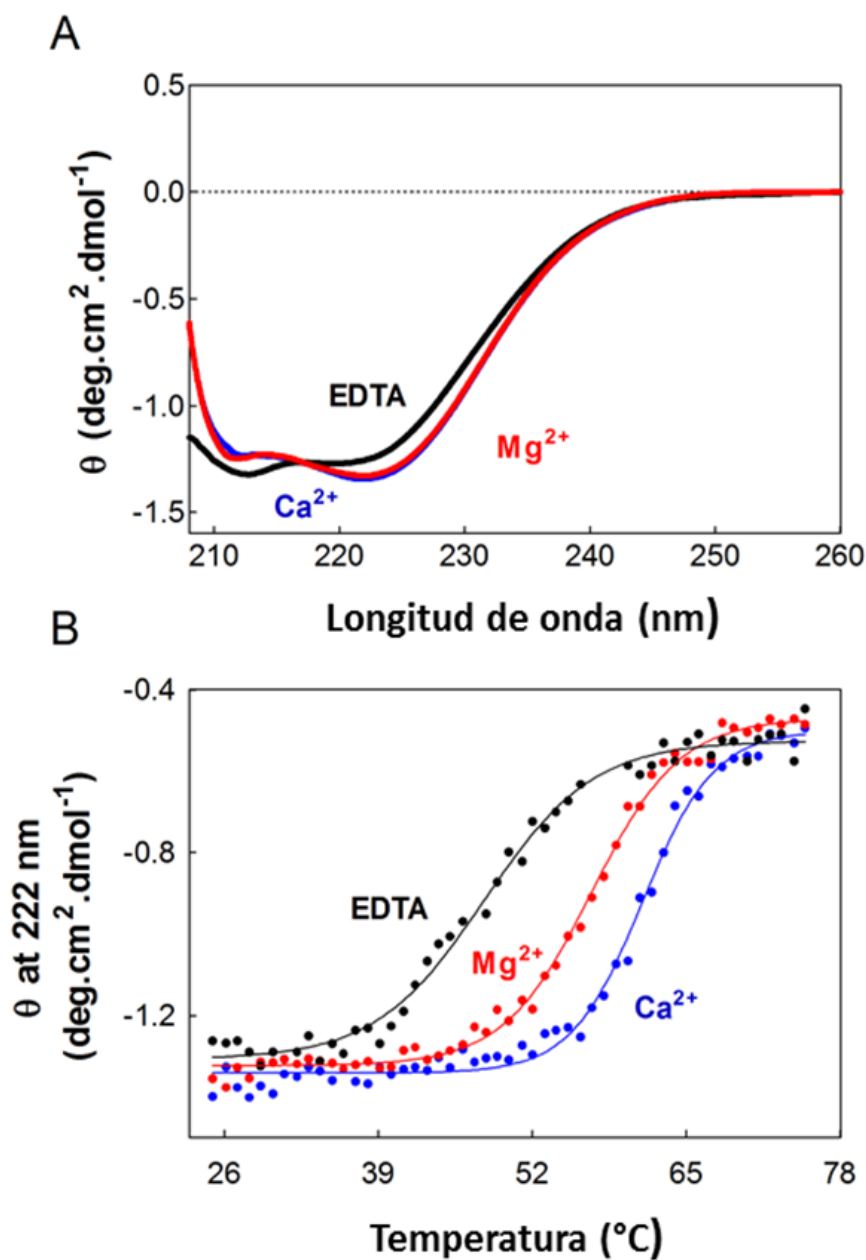 A
0.5
0.0
-0.5
-1.0
-1.5
θ (deg.cm².dmol⁻¹)
EDTA
Mg²⁺
Ca²⁺
210 220 230 240 250 260
Longitud de onda (nm)
B
-0.4
-0.8
-1.2
θ at 222 nm
(deg.cm².dmol⁻¹)
EDTA
Mg²⁺
Ca²⁺
26 39 52 65 78
Temperatura (°C)